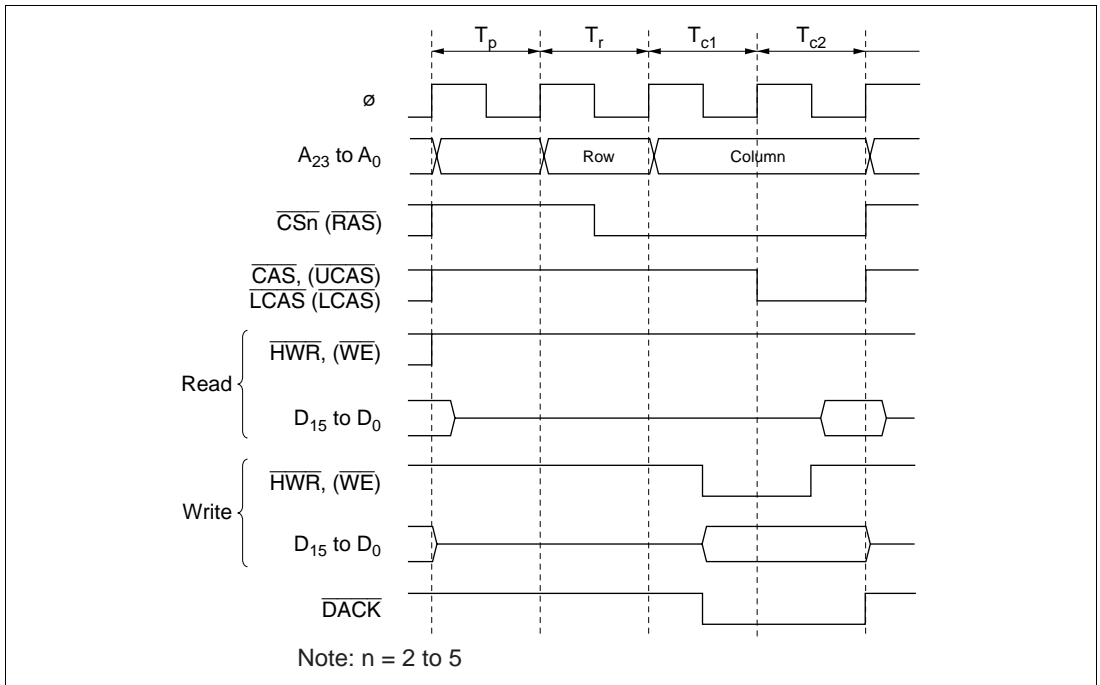 Tp Tr Tc1 Tc2
ø
A23 to A0 Row Column
CSn (RAS)
CAS, (UCAS)
LCAS (LCAS)
Read
HWR, (WE)
D15 to D0
Write
HWR, (WE)
D15 to D0
DACK
Note: n = 2 to 5